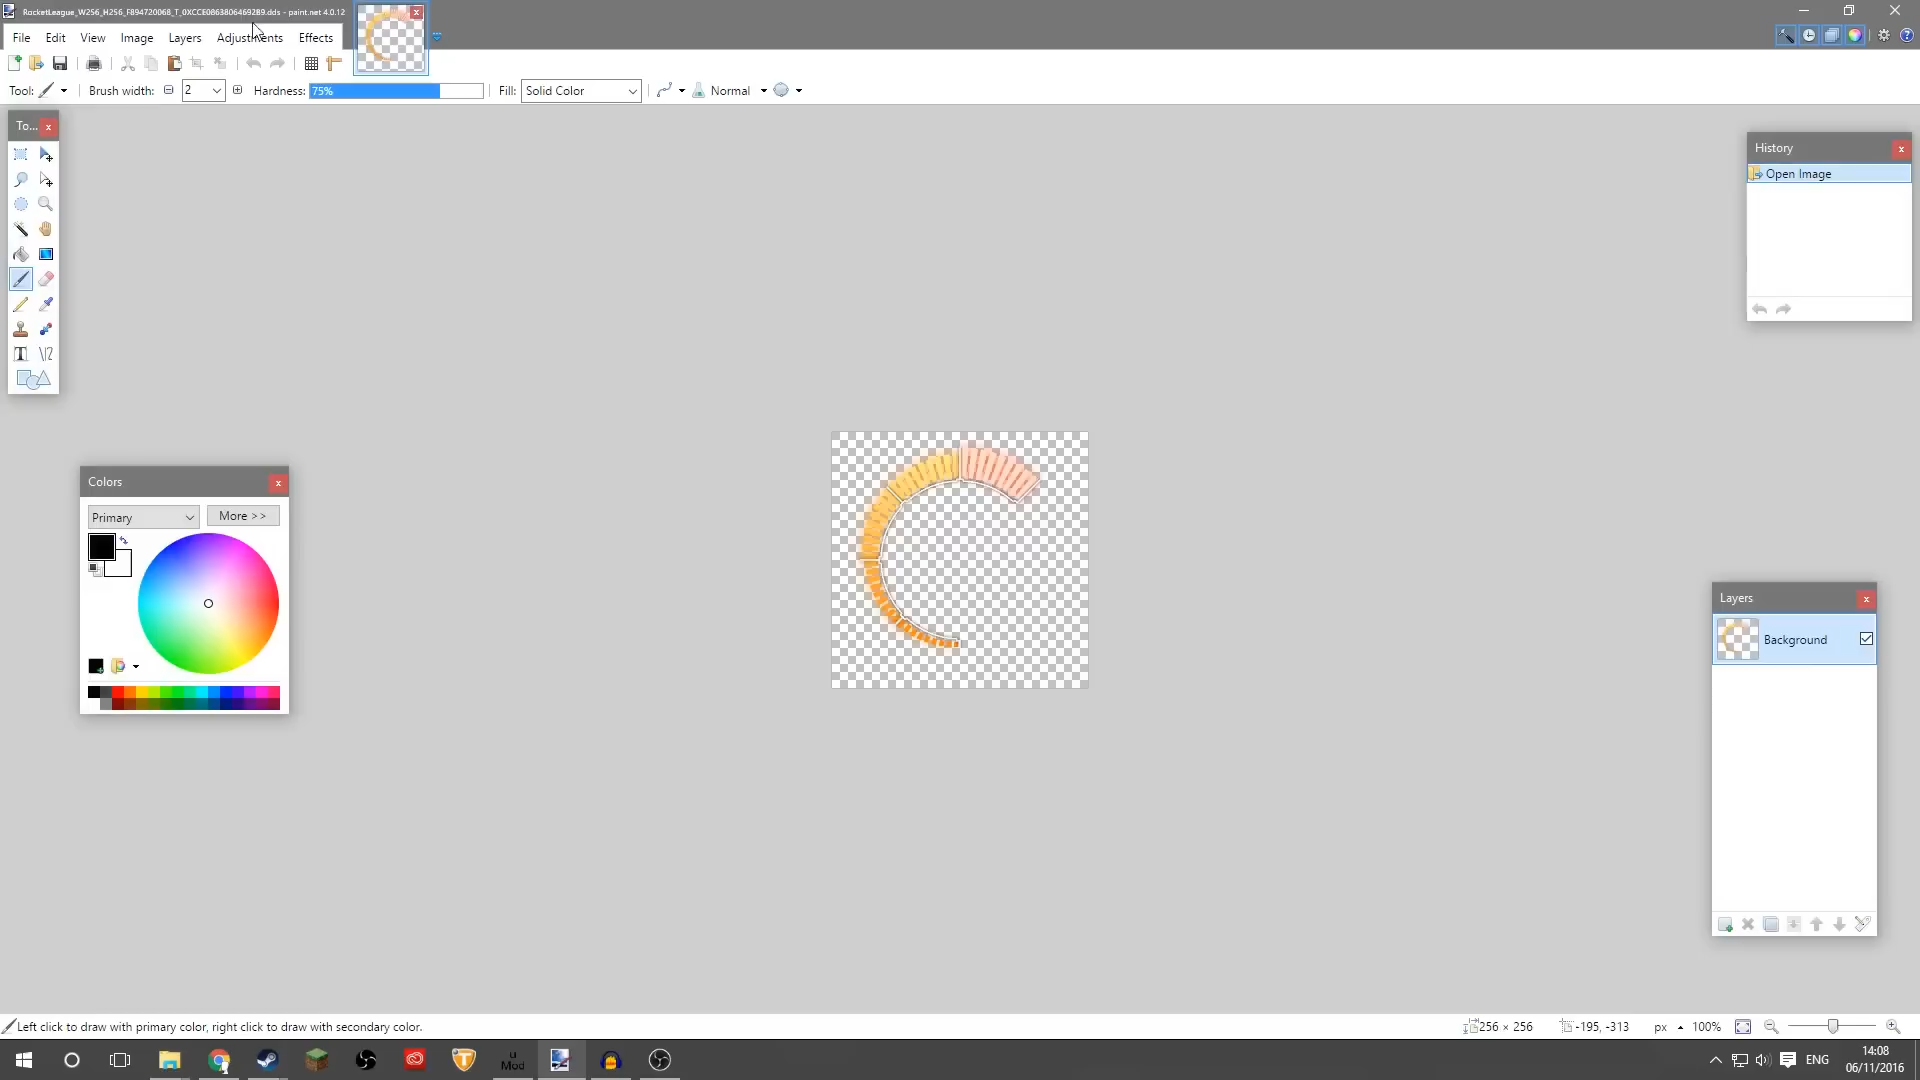 RocketLeague_W256_H256_F894720068_T_0XCCE0863806469289.dds - paint.net 4.0.12
File Edit View Image Layers Adjustments Effects
Tool: Brush width: 2 Hardness: 75% Fill: Solid Color Normal
To...
History
Open Image
Colors
Primary More >>
Layers
Background
Left click to draw with primary color, right click to draw with secondary color.
256 × 256 -195, -313 px 100%
u
Mod
ENG
14:08
06/11/2016